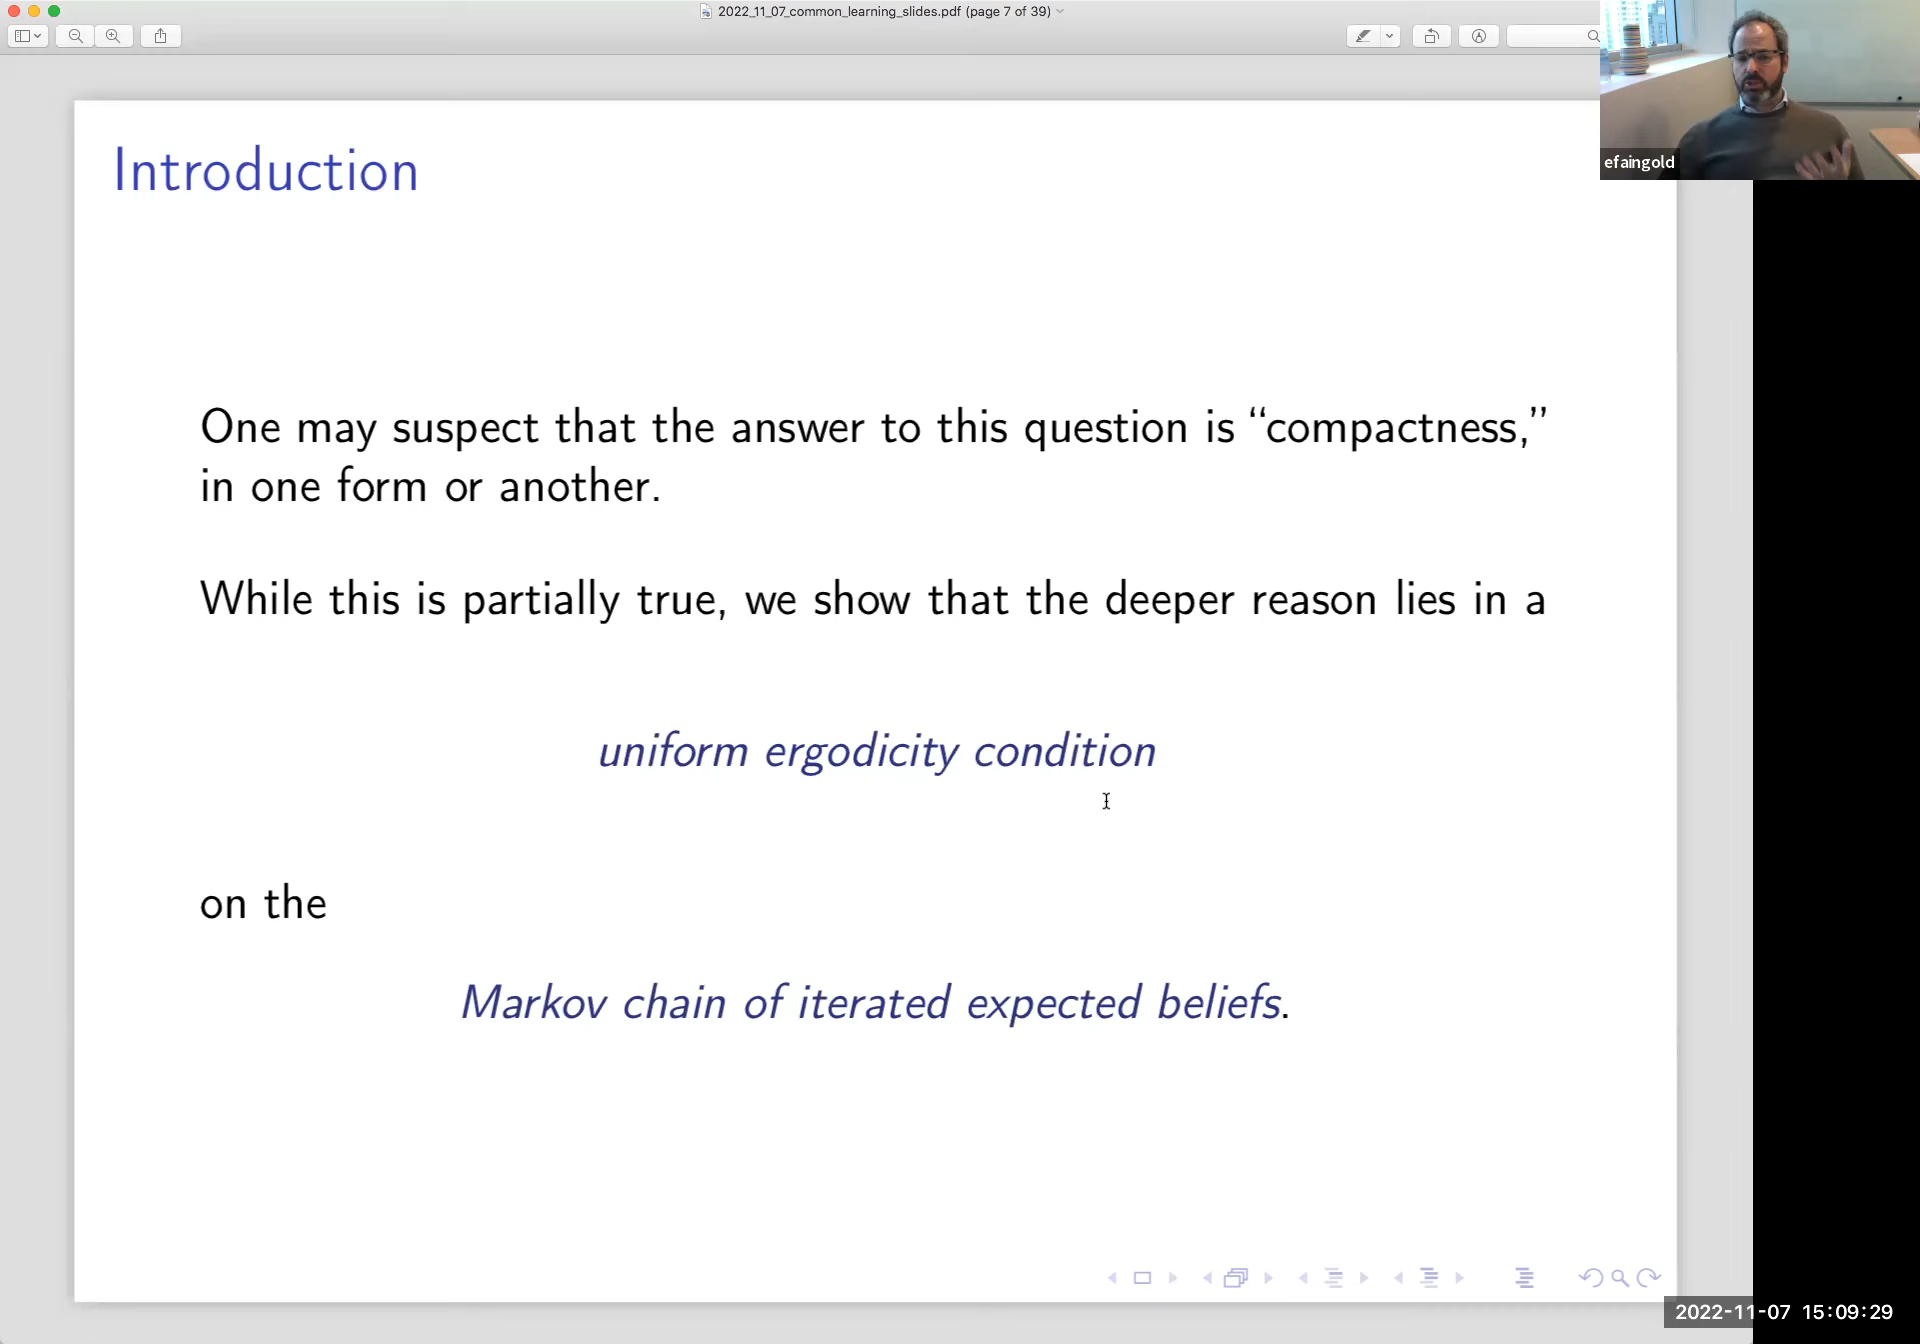 2022_11_07_common_learning_slides.pdf (page 7 of 39)
efaingold
Introduction
One may suspect that the answer to this question is “compactness,”
in one form or another.
While this is partially true, we show that the deeper reason lies in a
uniform ergodicity condition
on the
Markov chain of iterated expected beliefs.
2022-11-07 15:09:29